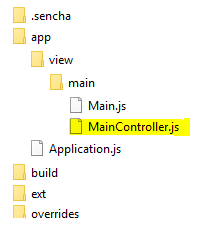 .sencha
app
view
main
Main.js
MainController.js
Application.js
build
ext
overrides